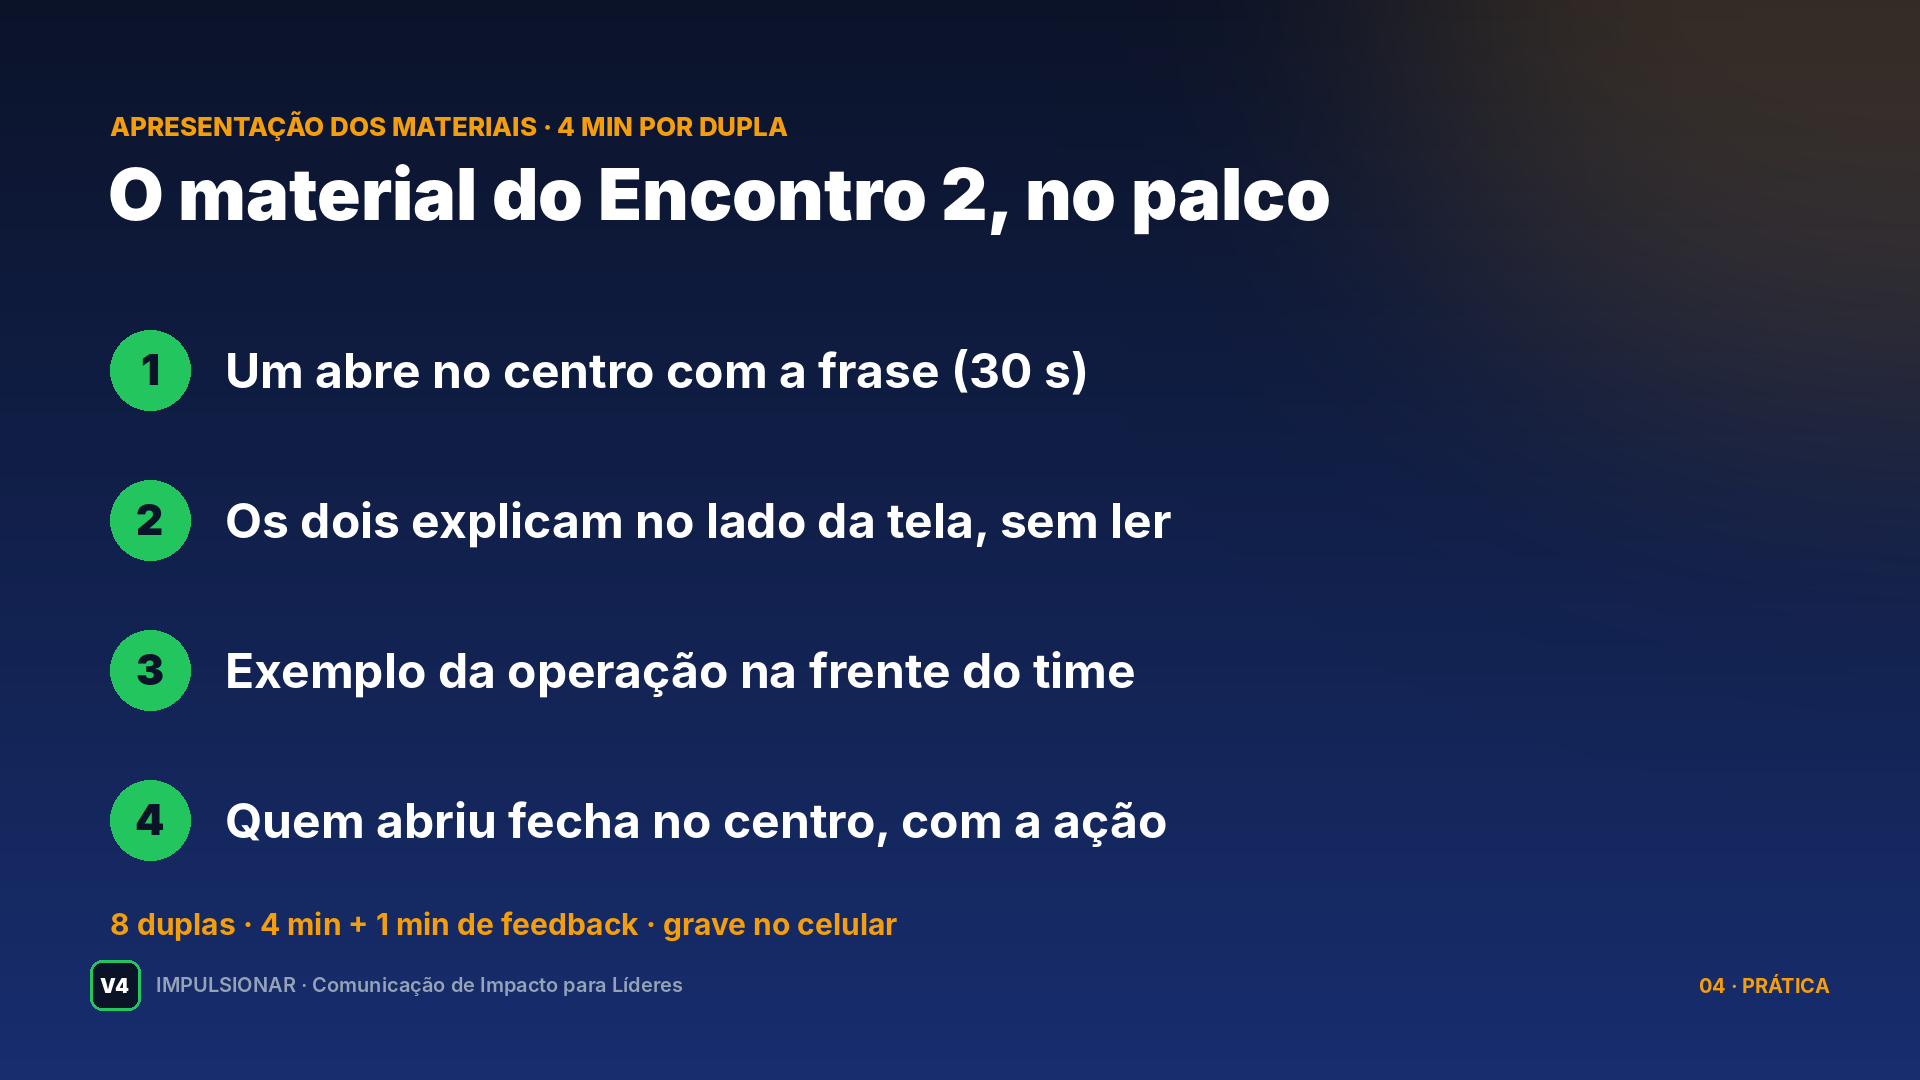 APRESENTAÇÃO DOS MATERIAIS · 4 MIN POR DUPLA
O material do Encontro 2, no palco
1 Um abre no centro com a frase (30 s)
2 Os dois explicam no lado da tela, sem ler
3 Exemplo da operação na frente do time
4 Quem abriu fecha no centro, com a ação
8 duplas · 4 min + 1 min de feedback · grave no celular
V4 IMPULSIONAR · Comunicação de Impacto para Líderes
04 · PRÁTICA